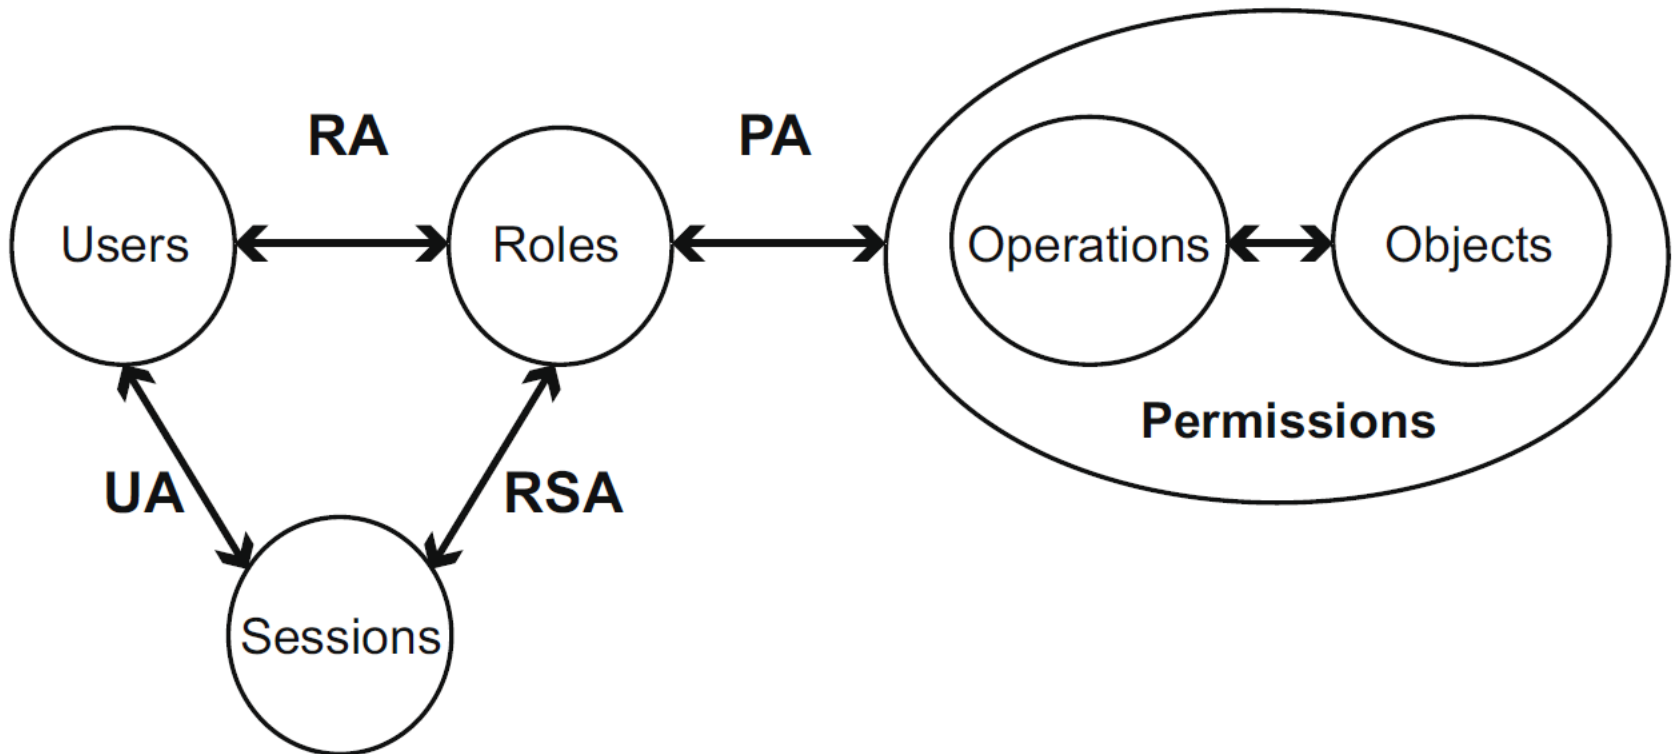 RA
PA
Users
Roles
Operations
Objects
Permissions
UA
RSA
Sessions